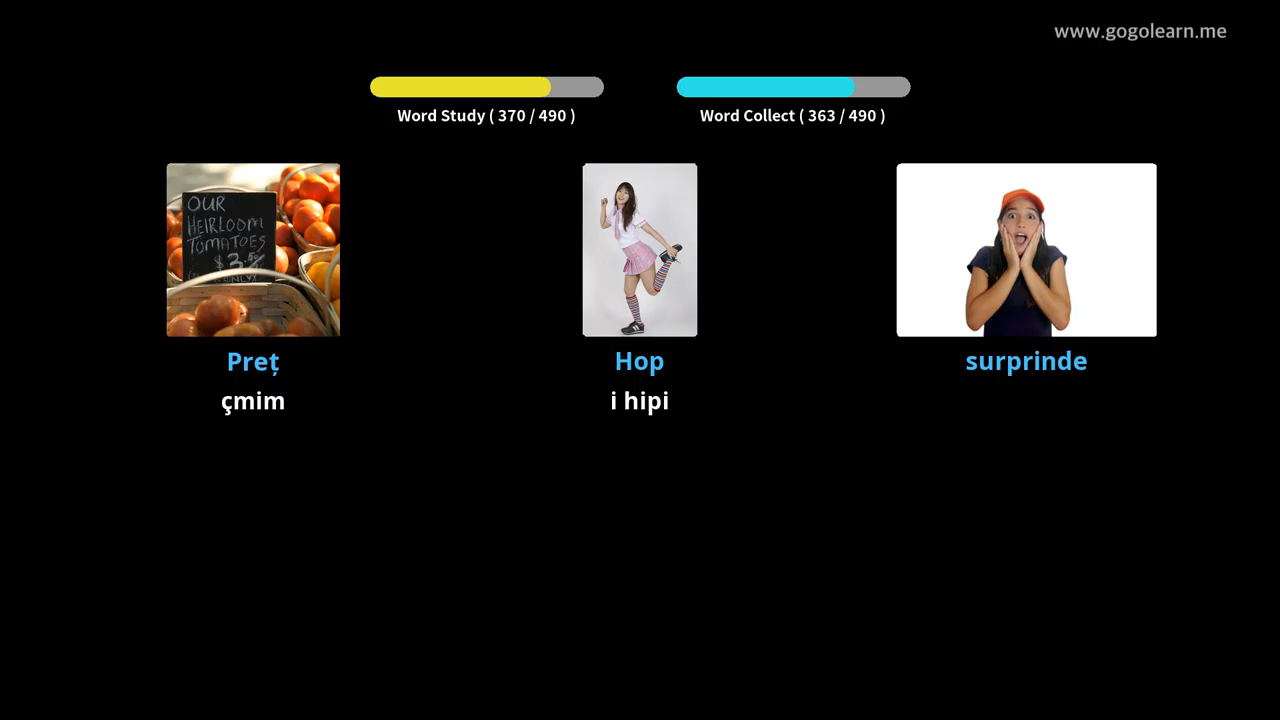 www.gogolearn.me
Word Study ( 370 / 490 )
Word Collect ( 363 / 490 )
OUR
HEIRLOOM
TOMATOES
Preț
Hop
surprinde
çmim
i hipi